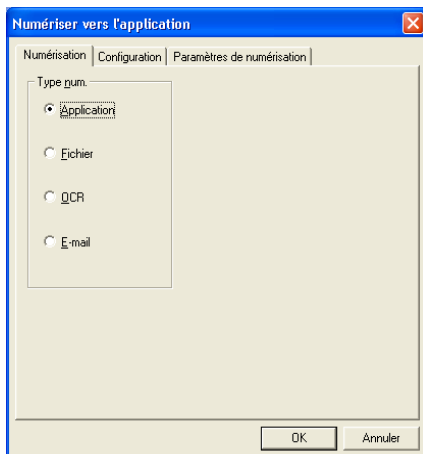 Numériser vers l'application
Numérisation Configuration Paramètres de numérisation
Type num.
Application
Fichier
OCR
E-mail
OK Annuler